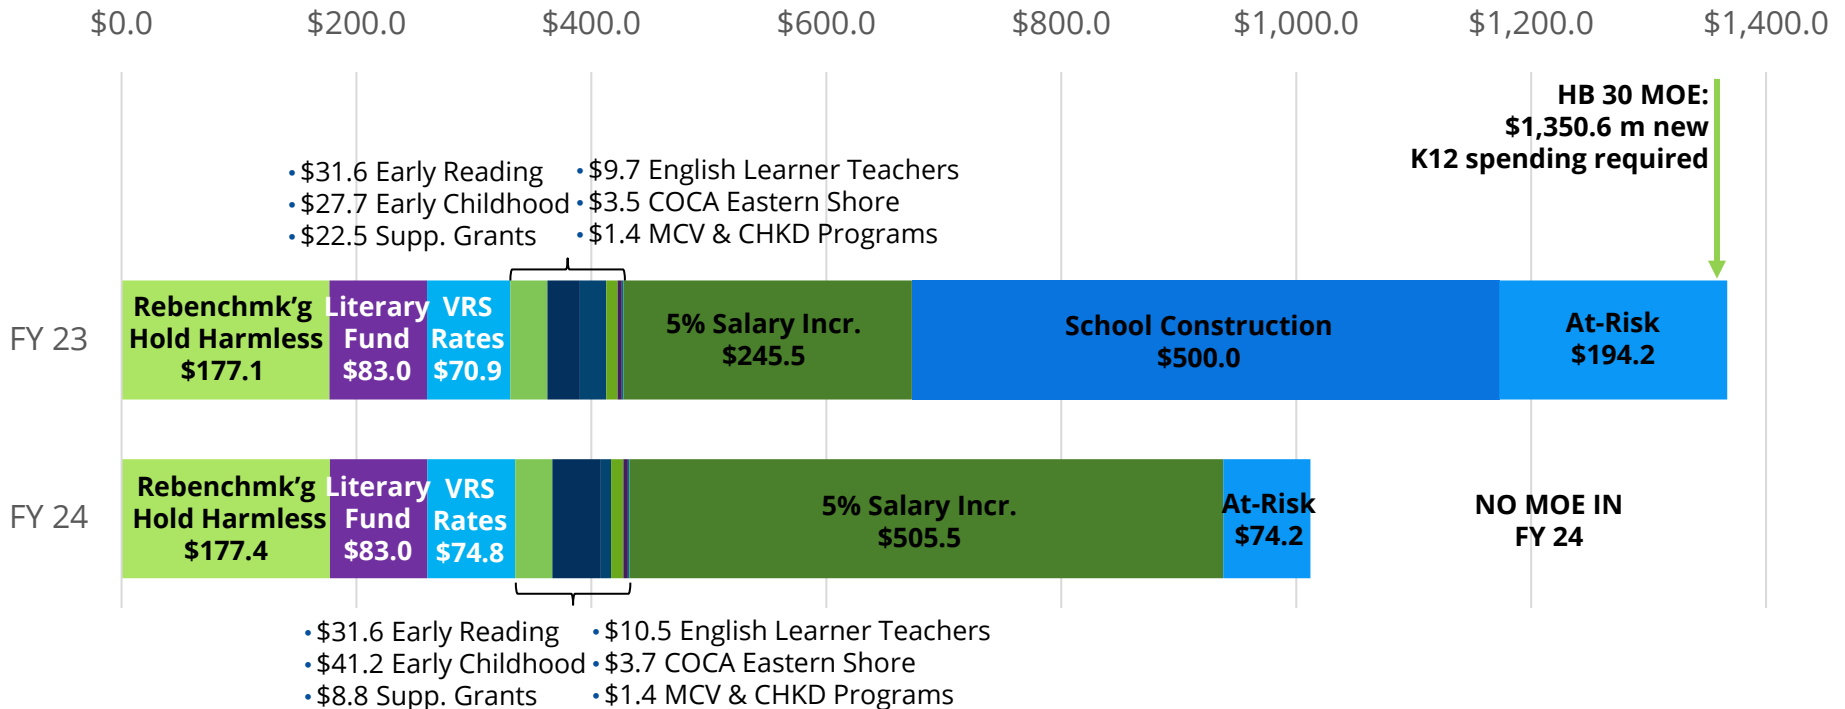 $0.0 $200.0 $400.0 $600.0 $800.0 $1,000.0 $1,200.0 $1,400.0
HB 30 MOE:
$1,350.6 m new
K12 spending required
• $31.6 Early Reading
• $27.7 Early Childhood
• $22.5 Supp. Grants
• $9.7 English Learner Teachers
• $3.5 COCA Eastern Shore
• $1.4 MCV & CHKD Programs
FY 23
Rebenchmk’g
Hold Harmless
$177.1
Literary
Fund
$83.0
VRS
Rates
$70.9
5% Salary Incr.
$245.5
School Construction
$500.0
At-Risk
$194.2
FY 24
Rebenchmk’g
Hold Harmless
$177.4
Literary
Fund
$83.0
VRS
Rates
$74.8
5% Salary Incr.
$505.5
At-Risk
$74.2
NO MOE IN
FY 24
• $31.6 Early Reading
• $41.2 Early Childhood
• $8.8 Supp. Grants
• $10.5 English Learner Teachers
• $3.7 COCA Eastern Shore
• $1.4 MCV & CHKD Programs